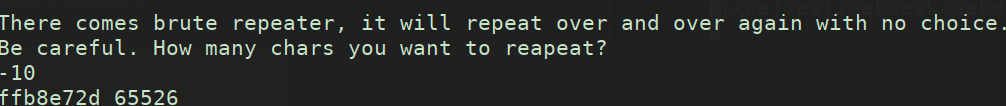 There comes brute repeater, it will repeat over and over again with no choice.
Be careful. How many chars you want to reapeat?
-10
ffb8e72d 65526